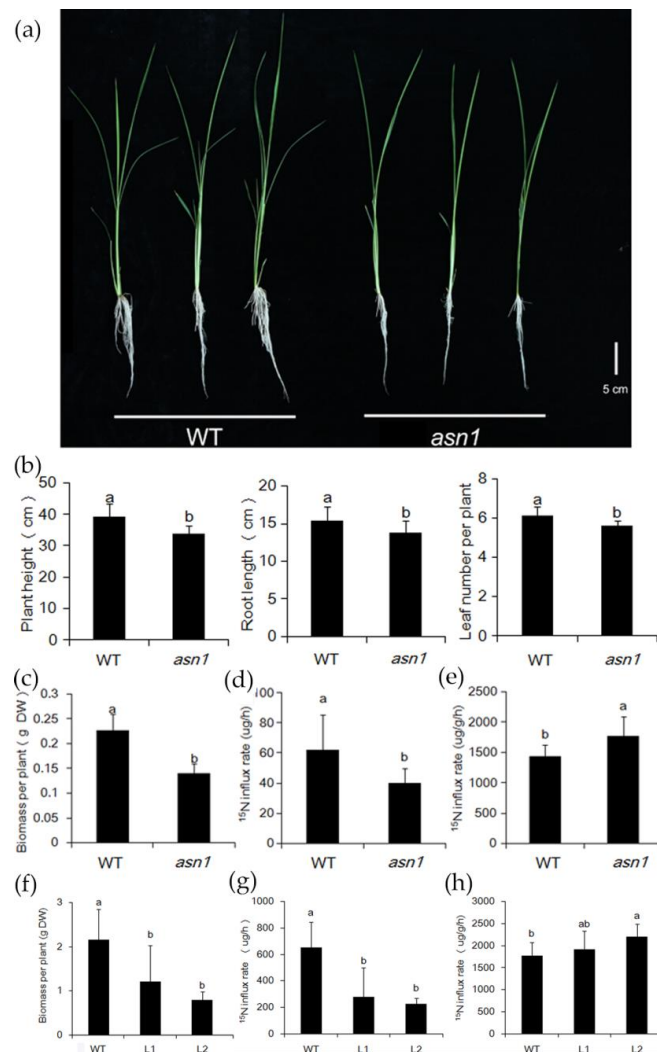 (a)
5 cm
WT asn1
(b)
Plant height (cm)
45
40
35
30
25
20
15
10
5
0
a
b
WT asn1
Root length (cm)
20
15
10
5
0
a
b
WT asn1
Leaf number per plant
8
6
4
2
0
a
b
WT asn1
(c)
Biomass per plant (g DW)
0.3
0.25
0.2
0.15
0.1
0.05
0
a
b
WT asn1
(d)
¹⁵N influx rate (ug/h)
80
60
40
20
0
a
b
WT asn1
(e)
¹⁵N influx rate (ug/g/h)
2500
2000
1500
1000
500
0
b
a
WT asn1
(f)
Biomass per plant (g DW)
3
2
1
0
a
b
b
WT L1 L2
(g)
¹⁵N influx rate (ug/h)
1000
800
600
400
200
0
a
b
b
WT L1 L2
(h)
¹⁵N influx rate (ug/g/h)
3000
2500
2000
1500
1000
500
0
b
ab
a
WT L1 L2